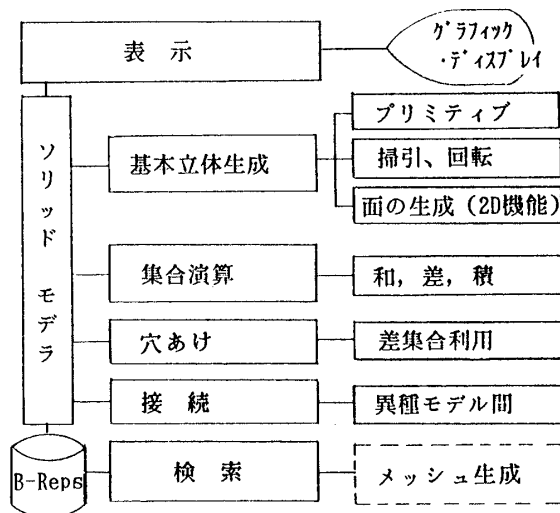 表 示
グラフィック
・ディスプレイ
ソリッド モデラ
基本立体生成
プリミティブ
掃引、回転
面の生成 (2D機能)
集合演算
和, 差, 積
穴あけ
差集合利用
接 続
異種モデル間
B-Reps
検 索
メッシュ生成